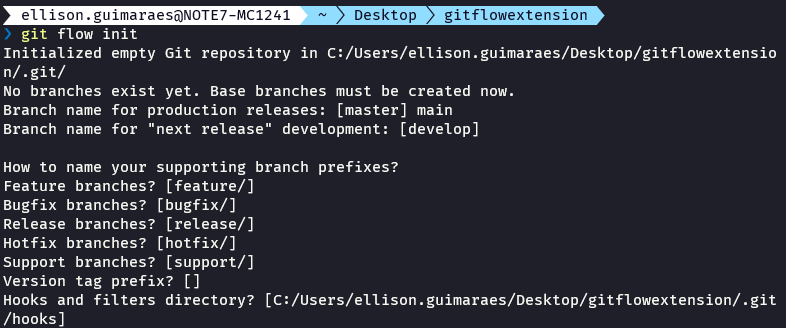 ellison.guimaraes@NOTE7-MC1241 ~ Desktop gitflowextension
❯ git flow init
Initialized empty Git repository in C:/Users/ellison.guimaraes/Desktop/gitflowextensio
n/.git/
No branches exist yet. Base branches must be created now.
Branch name for production releases: [master] main
Branch name for "next release" development: [develop]

How to name your supporting branch prefixes?
Feature branches? [feature/]
Bugfix branches? [bugfix/]
Release branches? [release/]
Hotfix branches? [hotfix/]
Support branches? [support/]
Version tag prefix? []
Hooks and filters directory? [C:/Users/ellison.guimaraes/Desktop/gitflowextension/.git
/hooks]